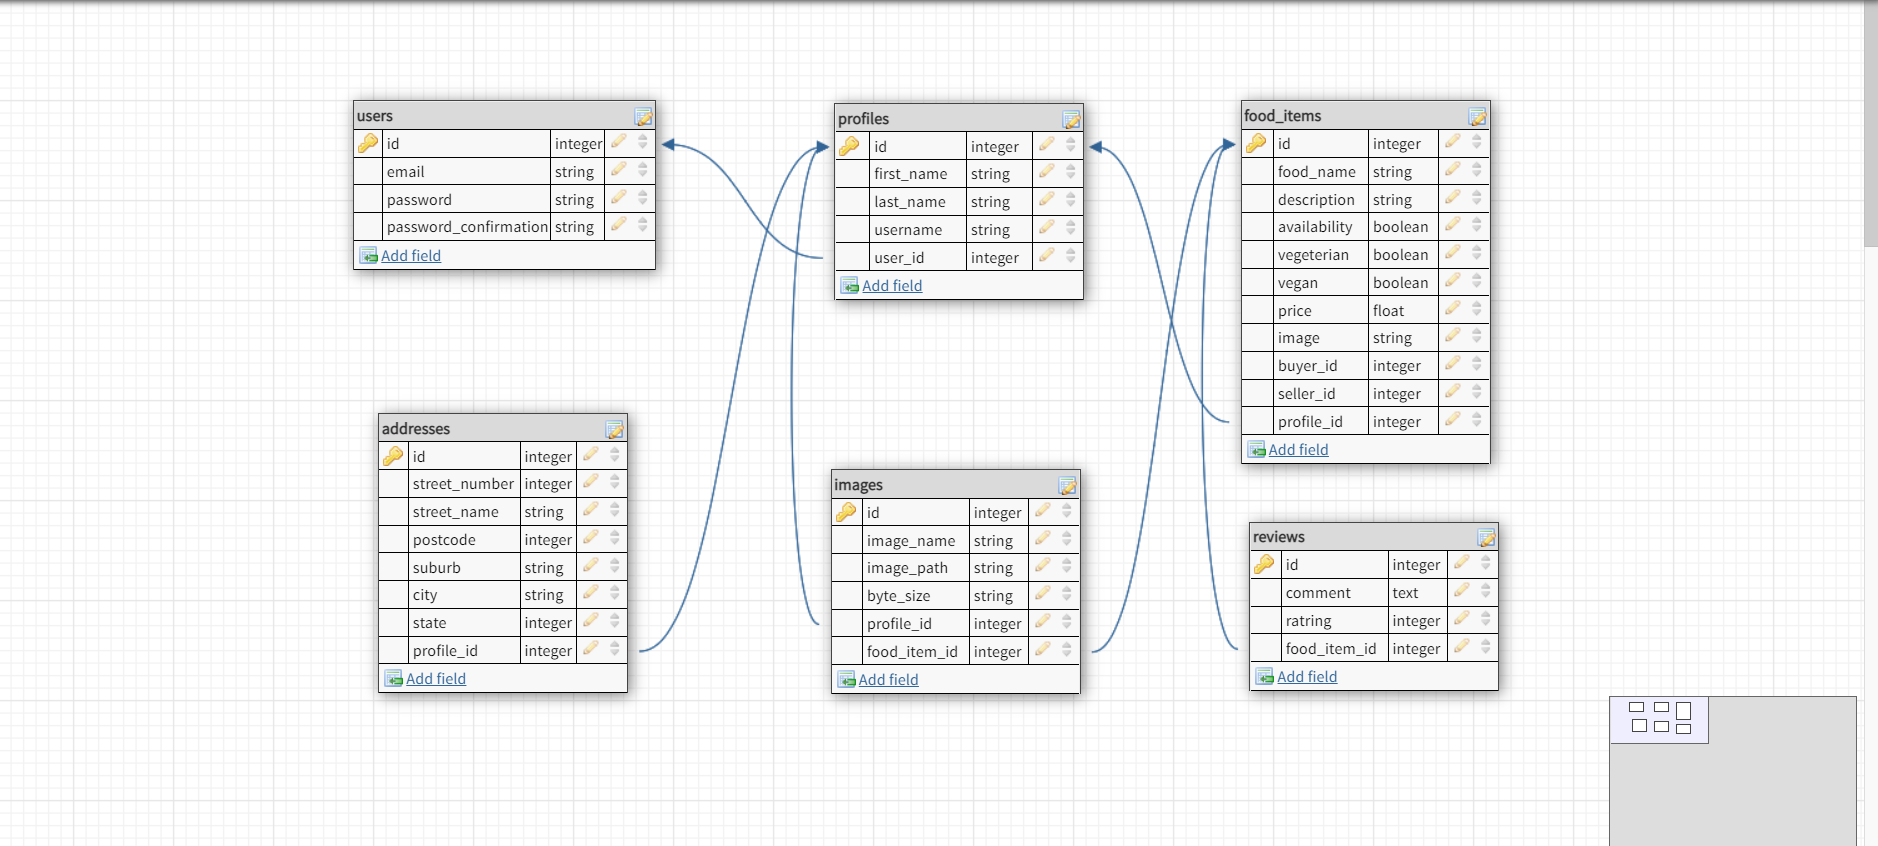 users
id integer
email string
password string
password_confirmation string
Add field
profiles
id integer
first_name string
last_name string
username string
user_id integer
Add field
food_items
id integer
food_name string
description string
availability boolean
vegeterian boolean
vegan boolean
price float
image string
buyer_id integer
seller_id integer
profile_id integer
Add field
addresses
id integer
street_number integer
street_name string
postcode integer
suburb string
city string
state integer
profile_id integer
Add field
images
id integer
image_name string
image_path string
byte_size string
profile_id integer
food_item_id integer
Add field
reviews
id integer
comment text
ratring integer
food_item_id integer
Add field